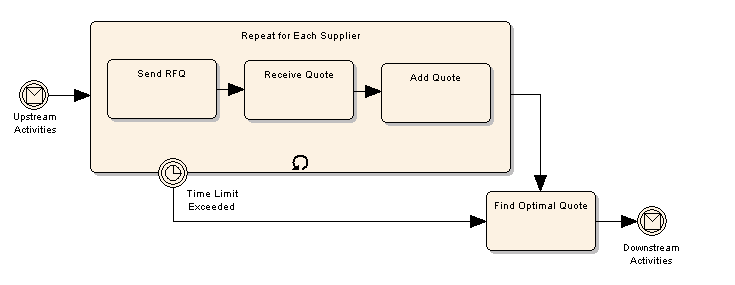 Repeat for Each Supplier
Send RFQ
Receive Quote
Add Quote
Upstream
Activities
Time Limit
Exceeded
Find Optimal Quote
Downstream
Activities